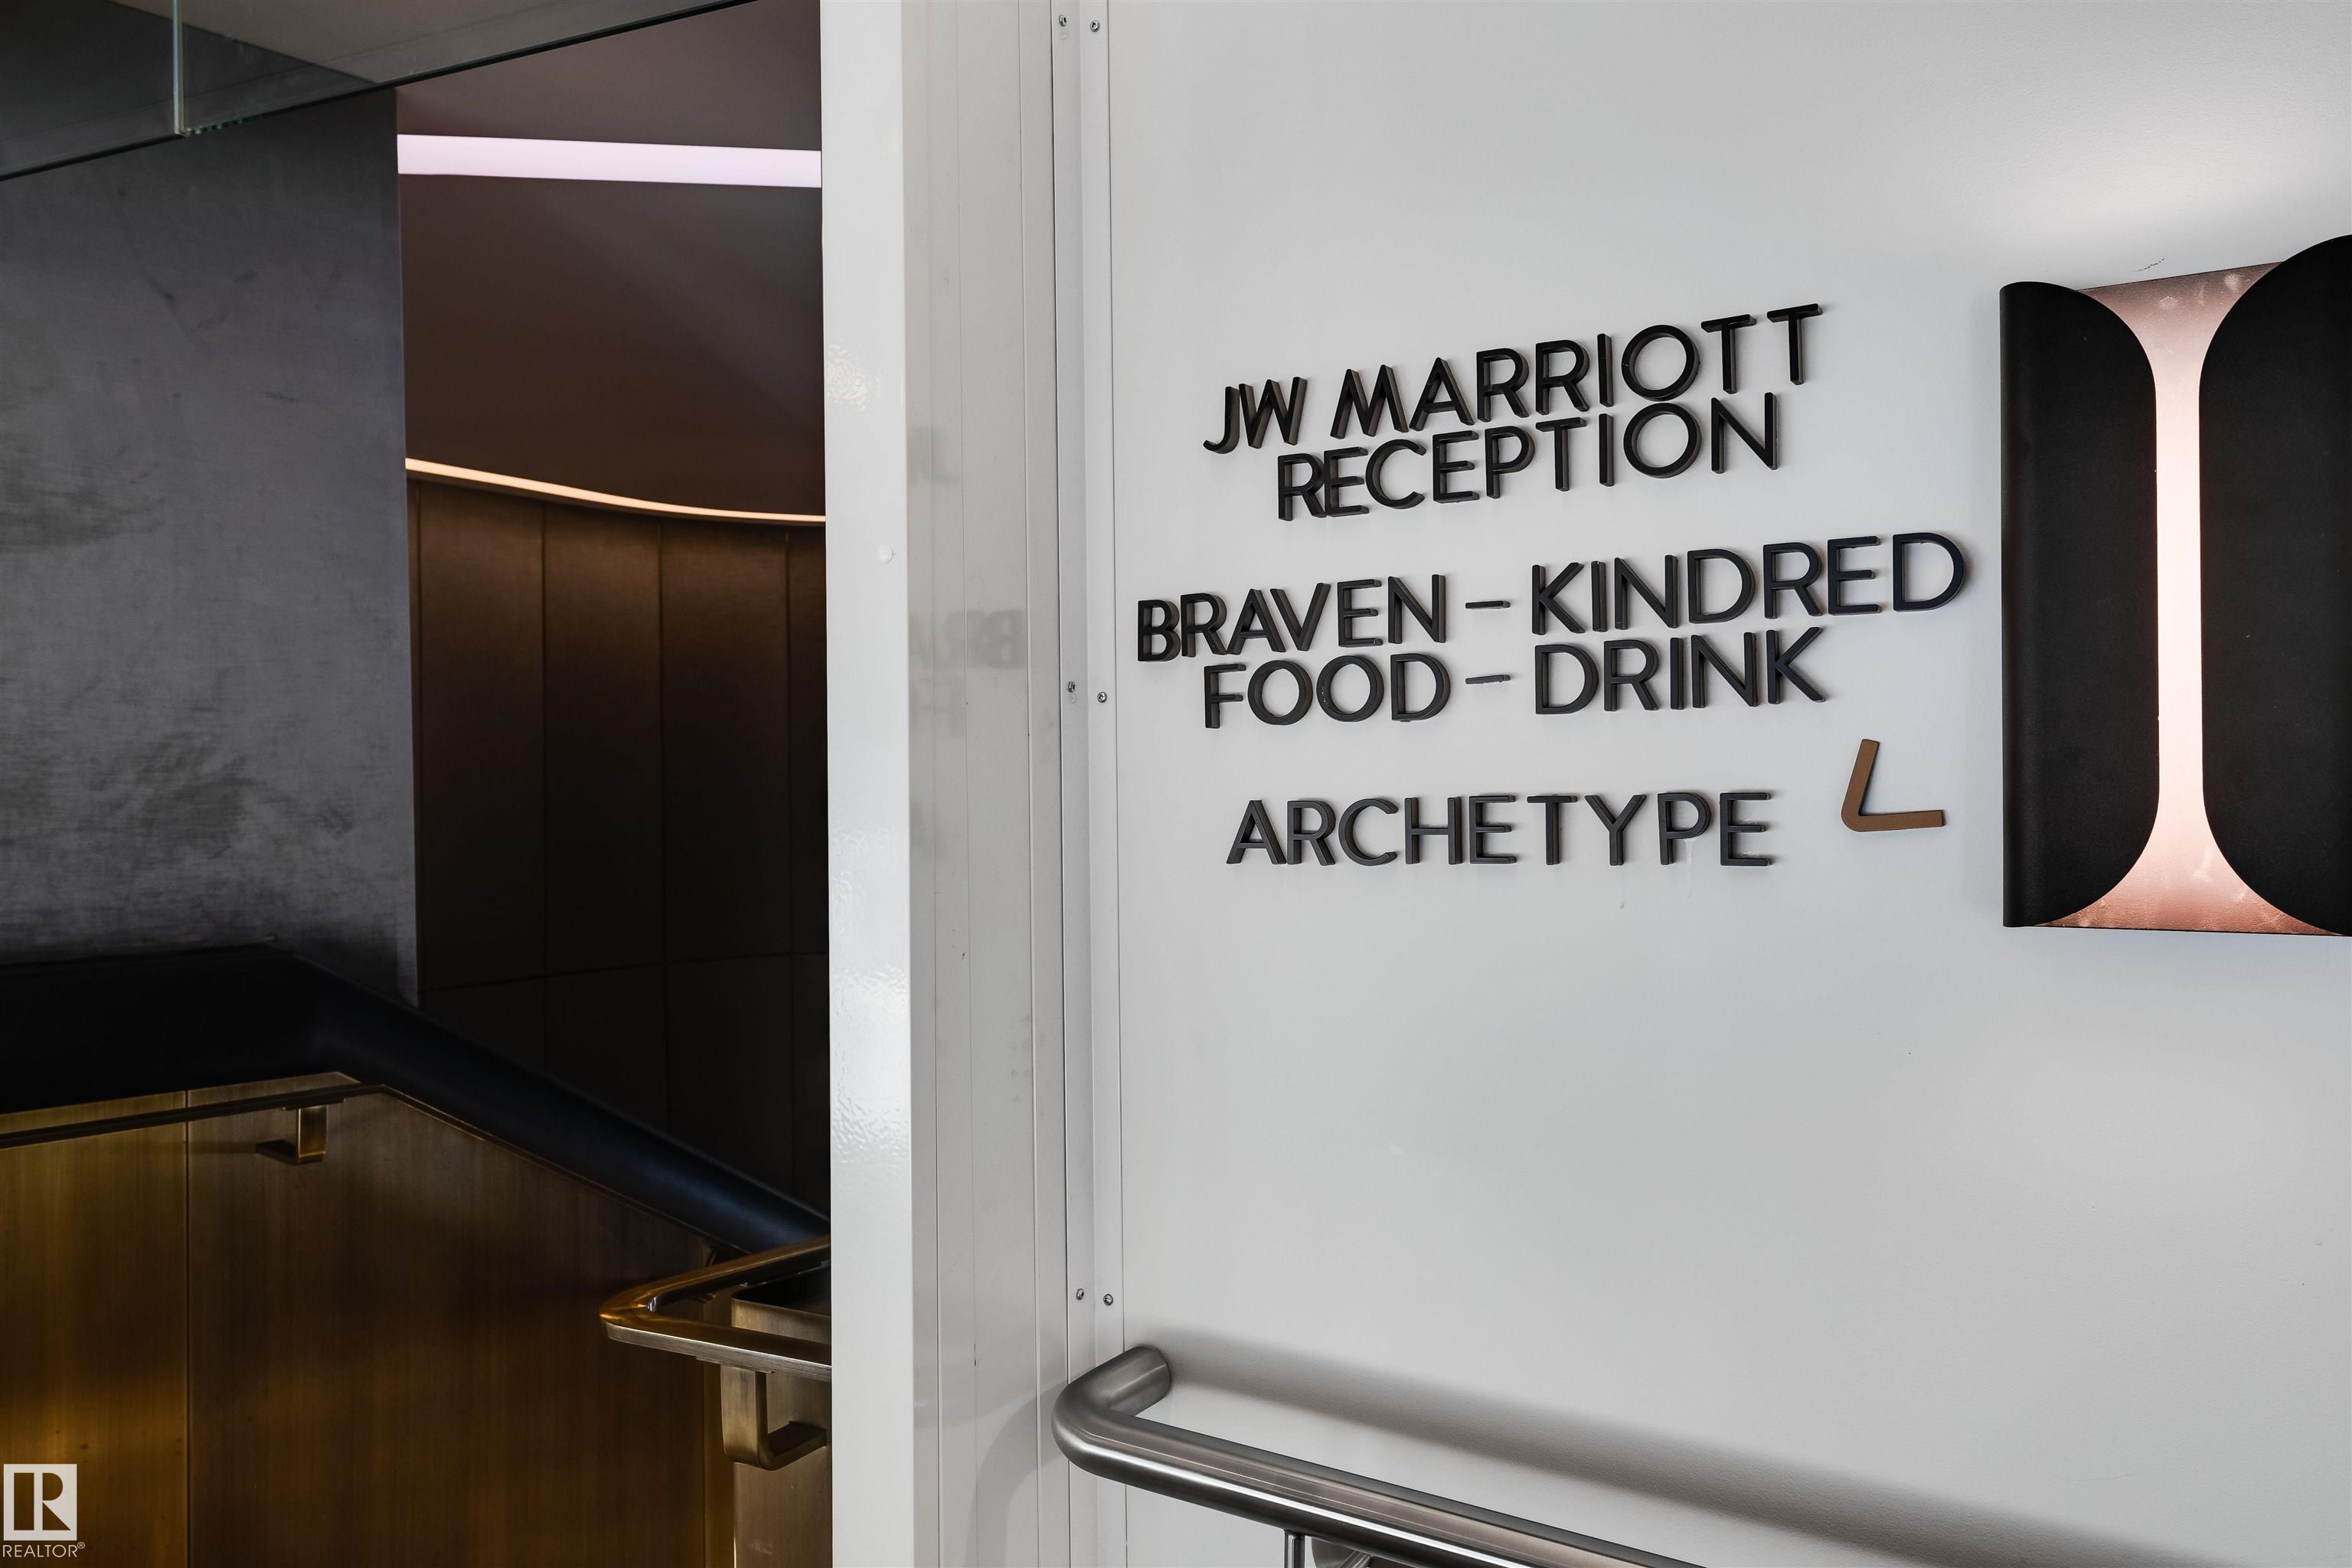 JW MARRIOTT
RECEPTION
BRAVEN – KINDRED
FOOD – DRINK
ARCHETYPE
REALTOR®